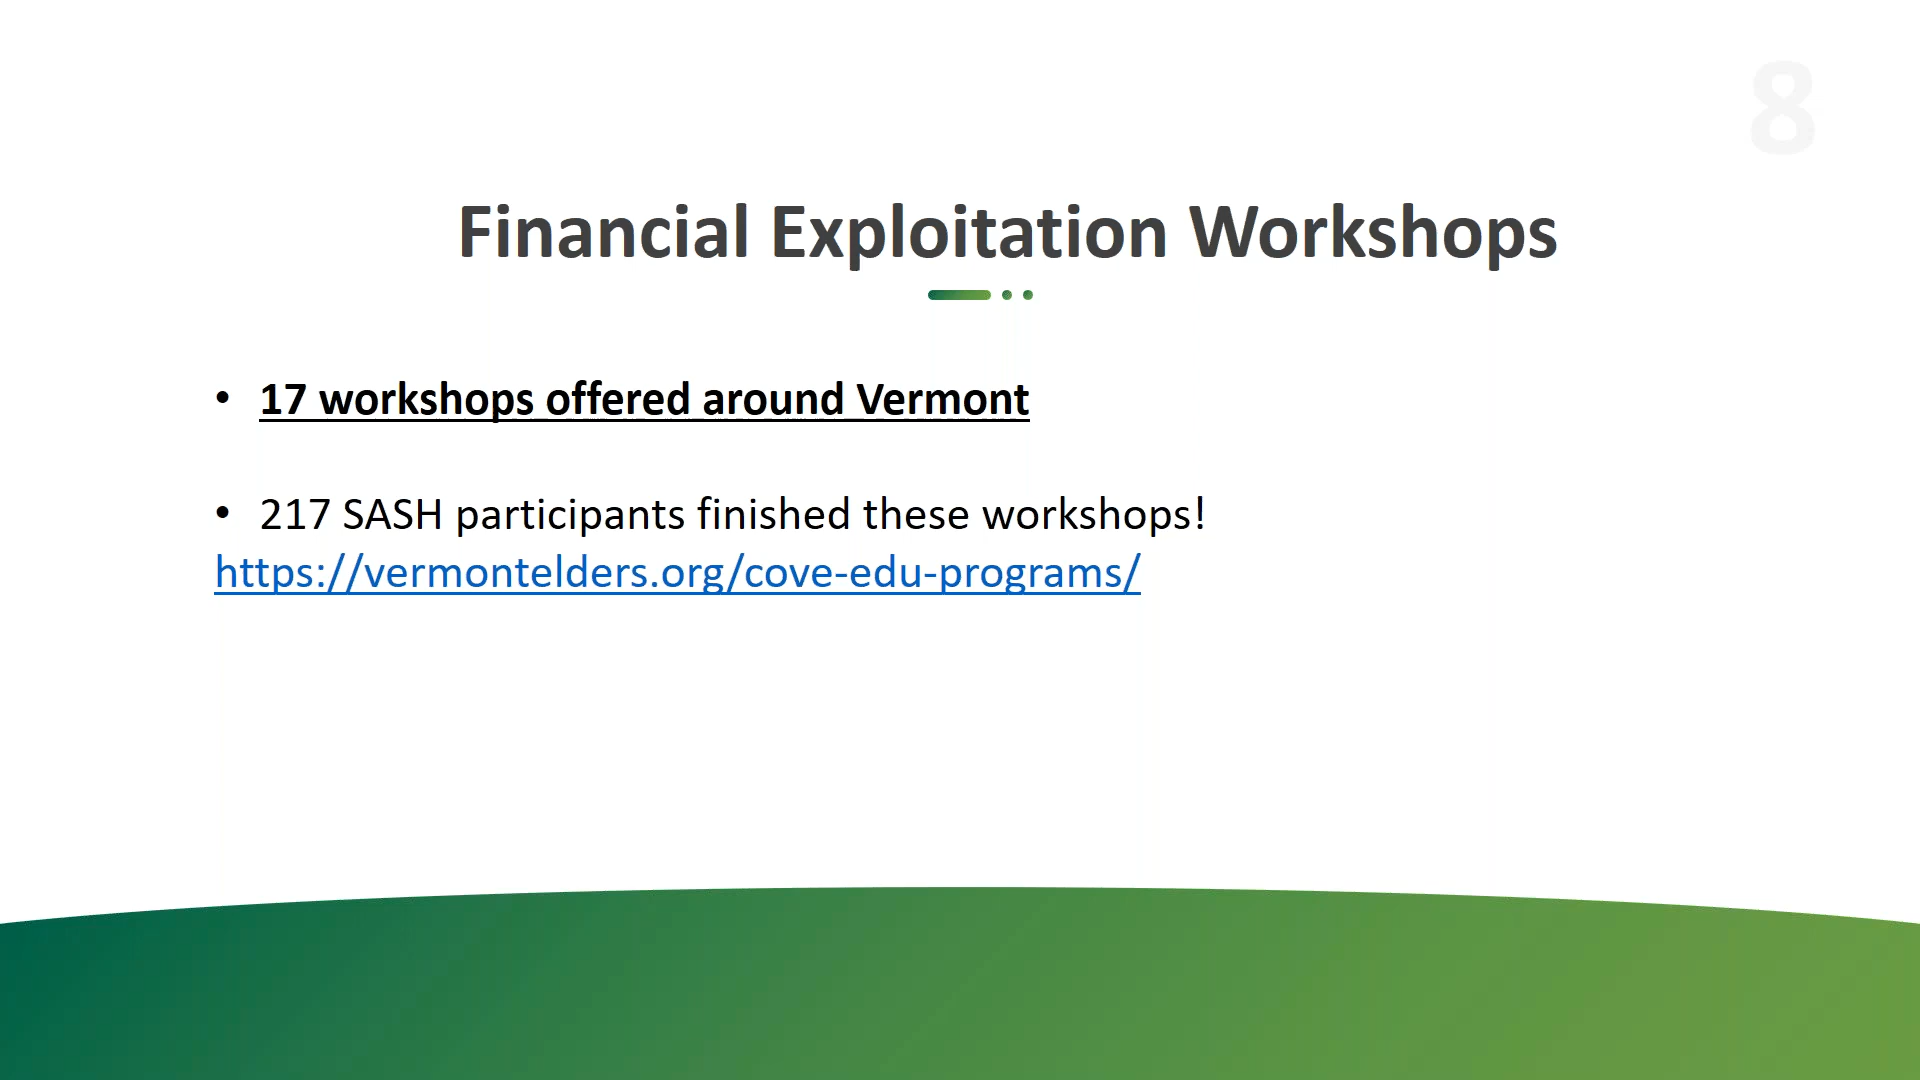 8
Financial Exploitation Workshops
• 17 workshops offered around Vermont
• 217 SASH participants finished these workshops!
https://vermontelders.org/cove-edu-programs/